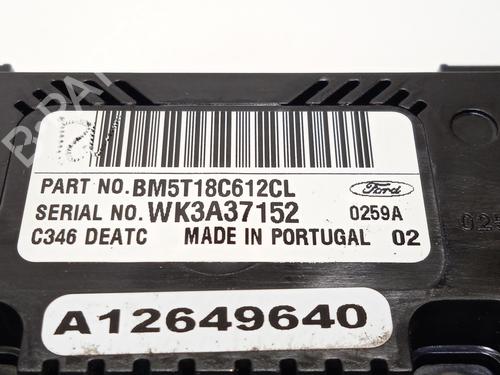 PART NO.BM5T18C612CL
SERIAL NO.WK3A37152
Ford
0259A
C346 DEATC MADE IN PORTUGAL 02
A12649640